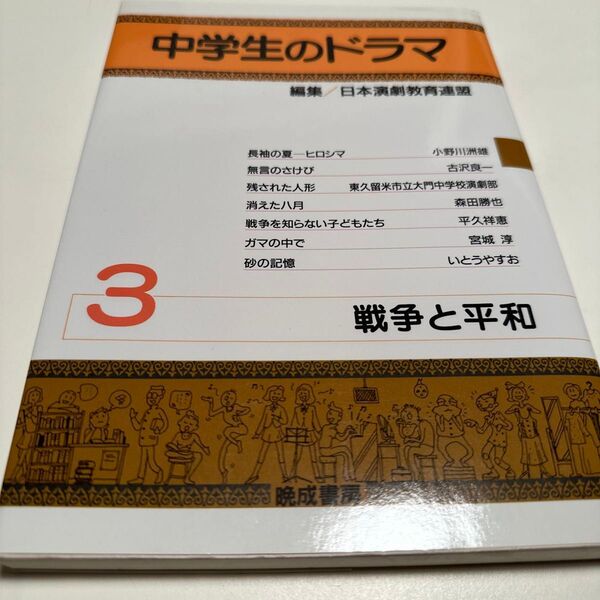 中学生のドラマ
編集/日本演劇教育連盟
長袖の夏―ヒロシマ 小野川洲雄
無言のさけび 古沢良一
残された人形 東久留米市立大門中学校演劇部
消えた八月 森田勝也
戦争を知らない子どもたち 平久祥恵
ガマの中で 宮城 淳
砂の記憶 いとうやすお
3
戦争と平和
晩成書房